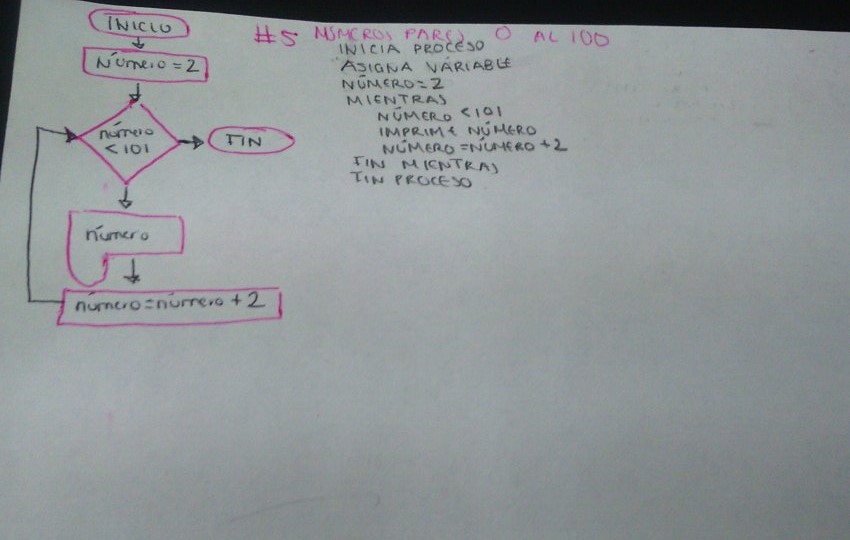 INICIO
Número = 2
número
< 101
FIN
número
número = número + 2
#5 NÚMEROS PARES 0 AL 100
INICIA PROCESO
ASIGNA VÁRIABLE
NÚMERO = 2
MIENTRAS
NÚMERO < 101
IMPRIME NÚMERO
NÚMERO = NÚMERO + 2
FIN MIENTRAS
FIN PROCESO